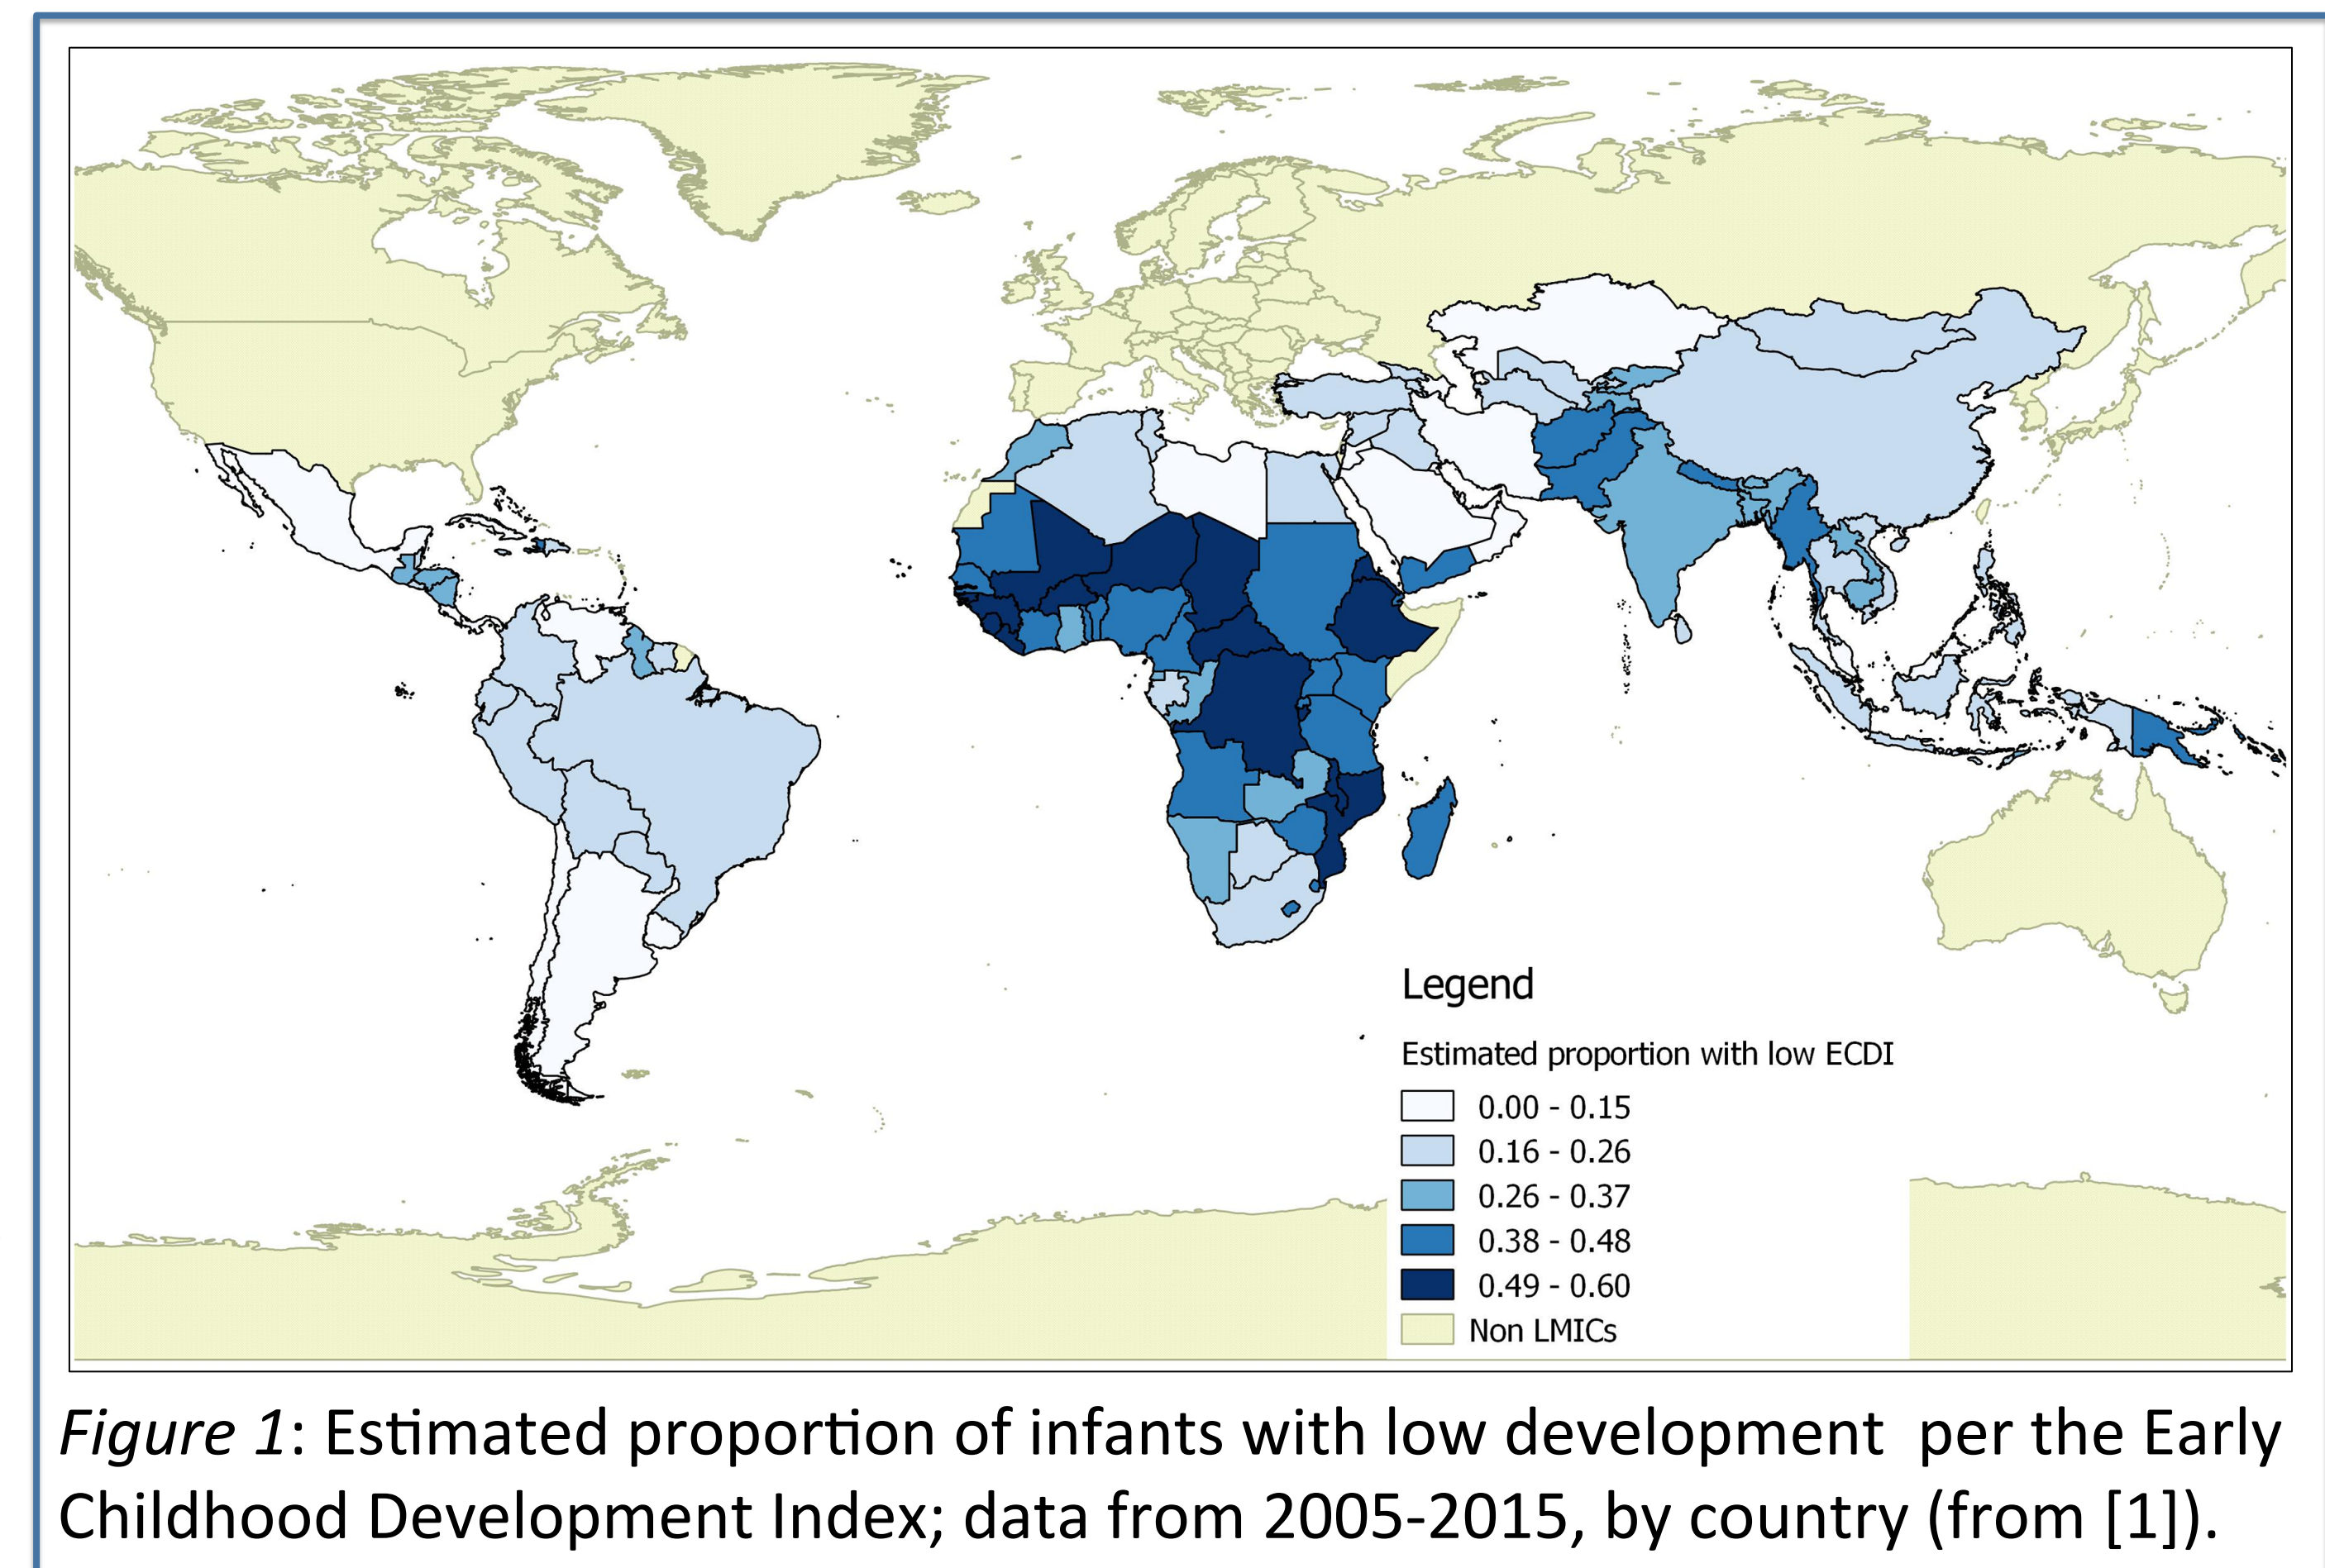 Legend
Estimated proportion with low ECDI
0.00 - 0.15
0.16 - 0.26
0.26 - 0.37
0.38 - 0.48
0.49 - 0.60
Non LMICs
Figure 1: Estimated proportion of infants with low development  per the Early
Childhood Development Index; data from 2005-2015, by country (from [1]).